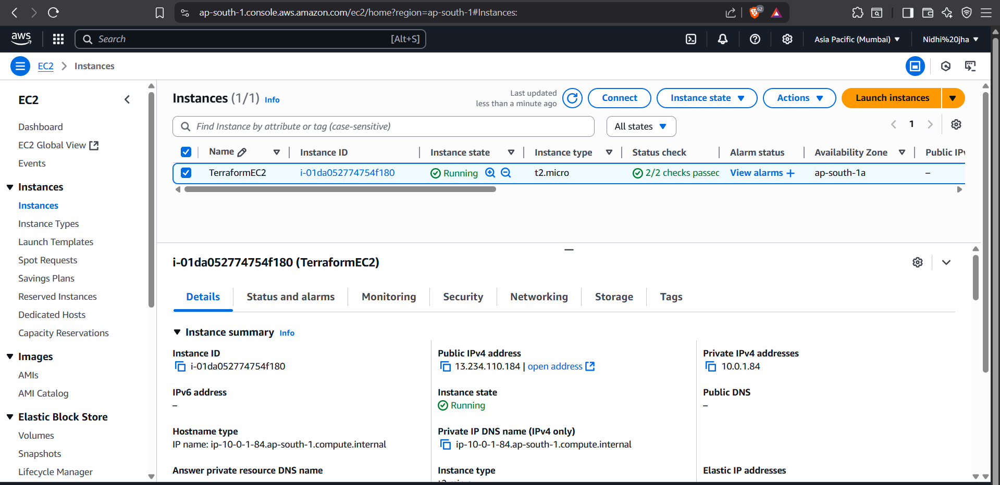 ap-south-1.console.aws.amazon.com/ec2/home?region=ap-south-1#Instances:
62
aws
Search
[Alt+S]
Asia Pacific (Mumbai)
Nidhi%20jha
EC2
Instances
EC2
Dashboard
EC2 Global View
Events
Instances
Instances
Instance Types
Launch Templates
Spot Requests
Savings Plans
Reserved Instances
Dedicated Hosts
Capacity Reservations
Images
AMIs
AMI Catalog
Elastic Block Store
Volumes
Snapshots
Lifecycle Manager
Instances (1/1) Info
Last updated
less than a minute ago
Connect
Instance state
Actions
Launch instances
Find Instance by attribute or tag (case-sensitive)
All states
1
Name Instance ID Instance state Instance type Status check Alarm status Availability Zone Public IPv
TerraformEC2 i-01da052774754f180 Running t2.micro 2/2 checks passec View alarms + ap-south-1a –
i-01da052774754f180 (TerraformEC2)
Details
Status and alarms
Monitoring
Security
Networking
Storage
Tags
Instance summary Info
Instance ID
i-01da052774754f180
Public IPv4 address
13.234.110.184 | open address
Private IPv4 addresses
10.0.1.84
IPv6 address
–
Instance state
Running
Public DNS
–
Hostname type
IP name: ip-10-0-1-84.ap-south-1.compute.internal
Private IP DNS name (IPv4 only)
ip-10-0-1-84.ap-south-1.compute.internal
Answer private resource DNS name
Instance type
Elastic IP addresses